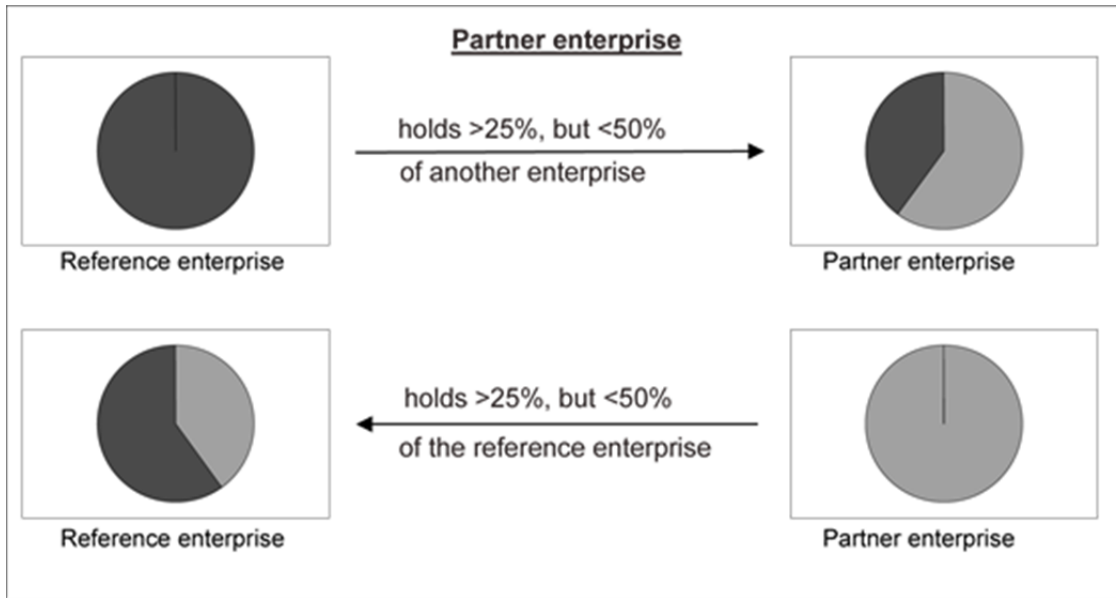 Partner enterprise
holds >25%, but <50%
of another enterprise
Reference enterprise
Partner enterprise
holds >25%, but <50%
of the reference enterprise
Reference enterprise
Partner enterprise